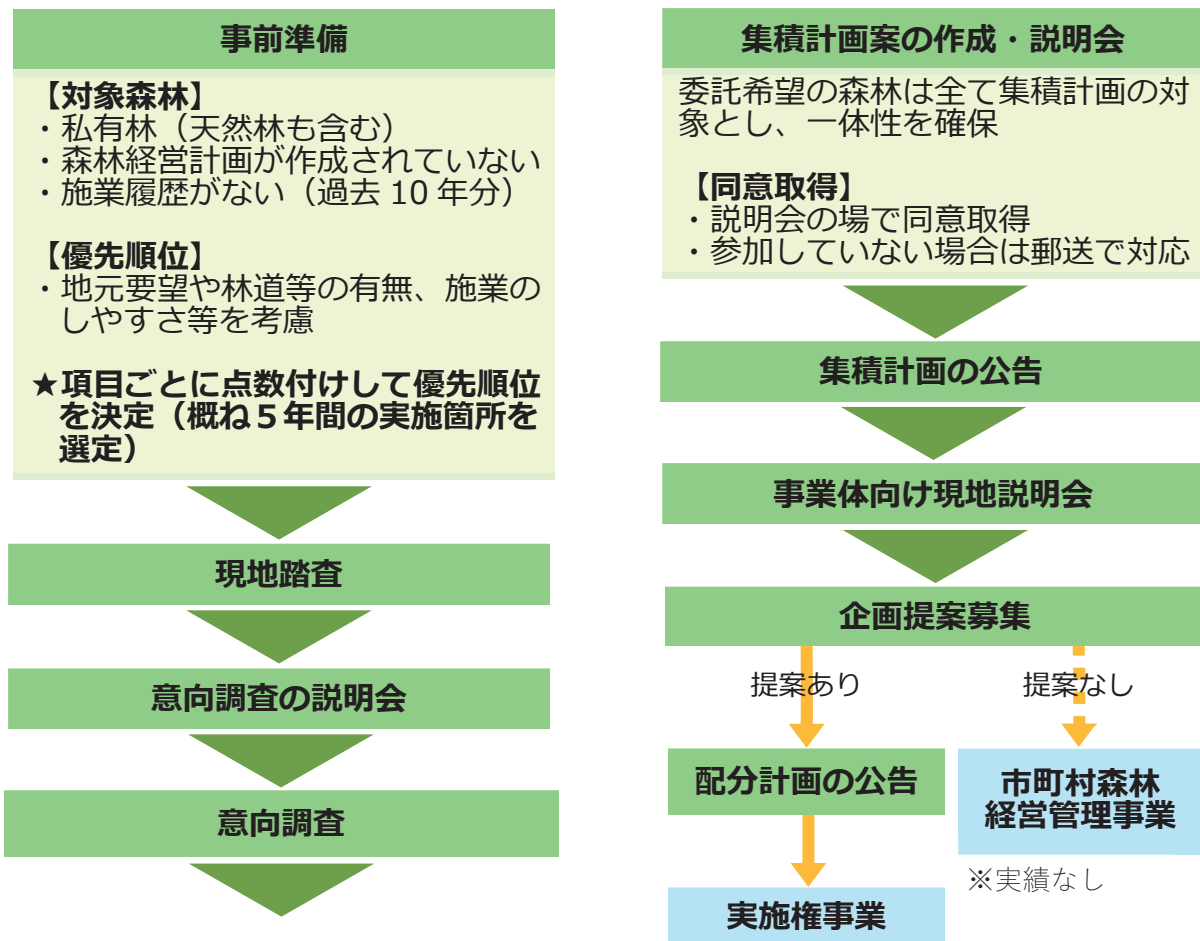 事前準備
【対象森林】
・私有林（天然林も含む）
・森林経営計画が作成されていない
・施業履歴がない（過去 10 年分）
【優先順位】
・地元要望や林道等の有無、施業の
しやすさ等を考慮
★項目ごとに点数付けして優先順位
を決定（概ね５年間の実施箇所を
選定）
現地踏査
意向調査の説明会
意向調査
集積計画案の作成・説明会
委託希望の森林は全て集積計画の対
象とし、一体性を確保
【同意取得】
・説明会の場で同意取得
・参加していない場合は郵送で対応
集積計画の公告
事業体向け現地説明会
企画提案募集
提案あり
提案なし
配分計画の公告
市町村森林
経営管理事業
※実績なし
実施権事業